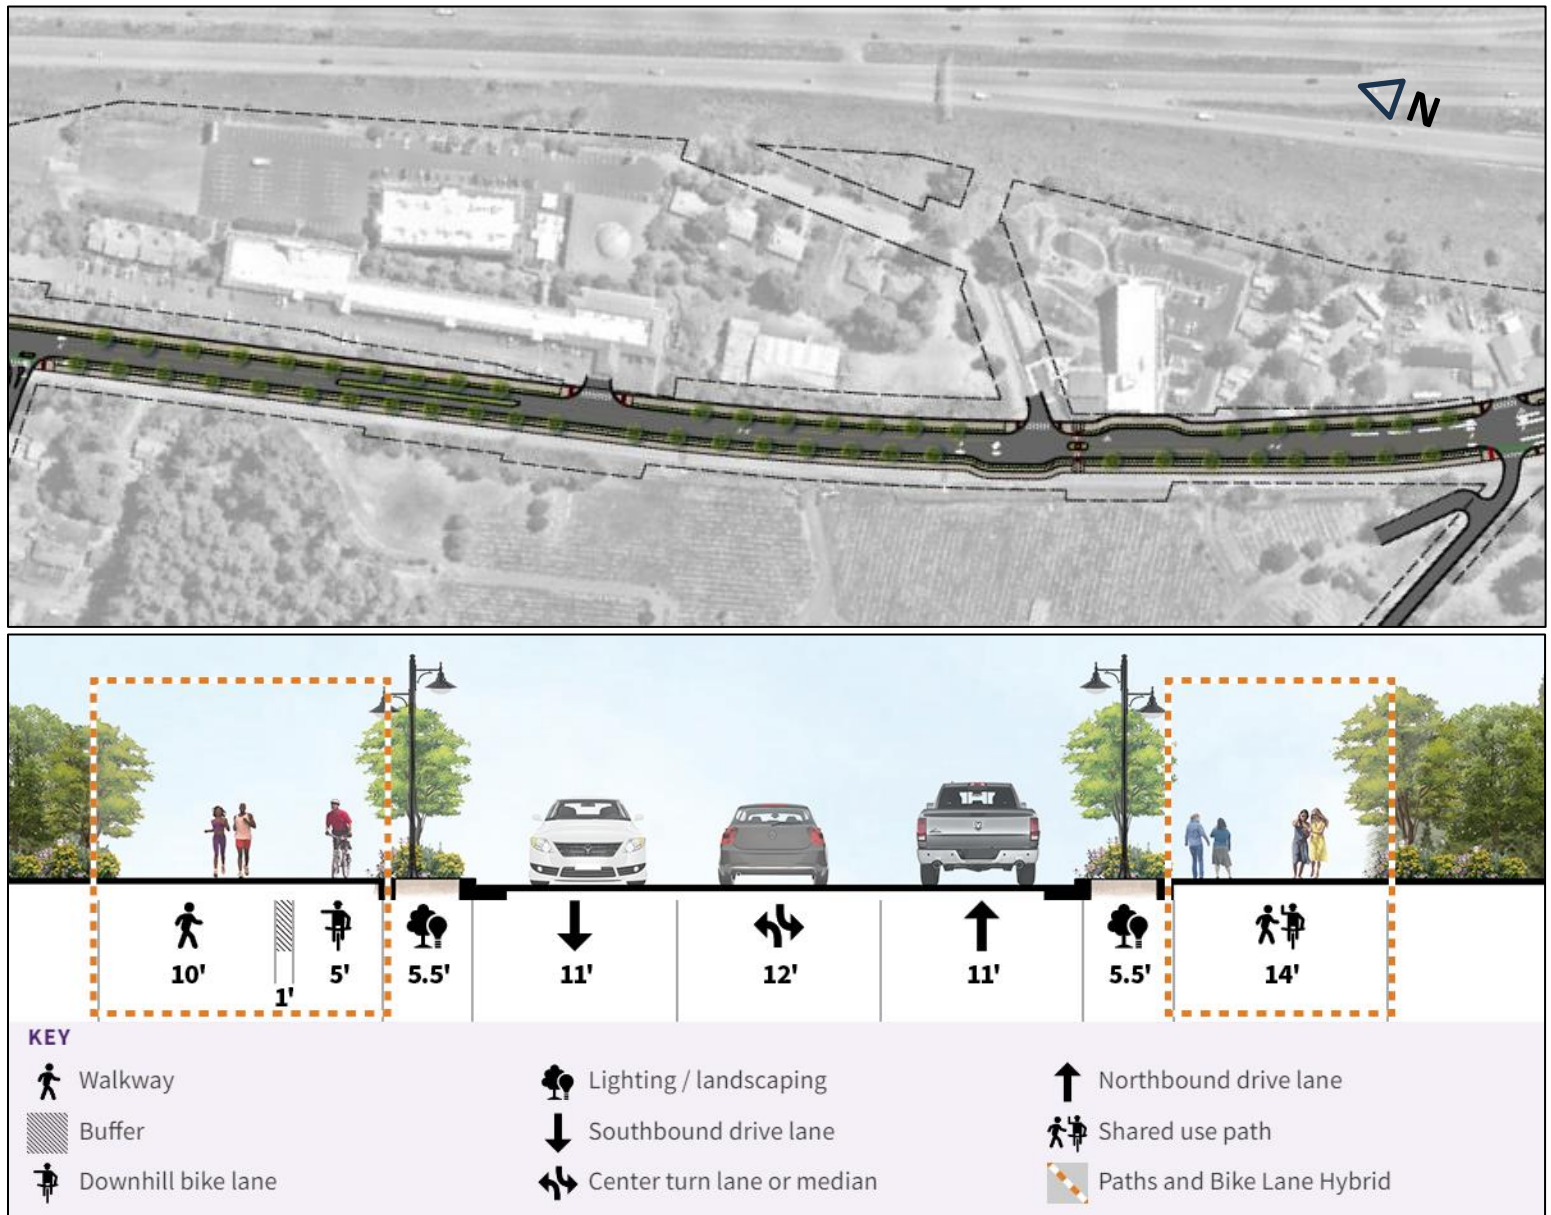 N
10'
1'
5'
5.5'
11'
12'
11'
5.5'
14'
KEY
Walkway
Lighting / landscaping
Northbound drive lane
Buffer
Southbound drive lane
Shared use path
Downhill bike lane
Center turn lane or median
Paths and Bike Lane Hybrid